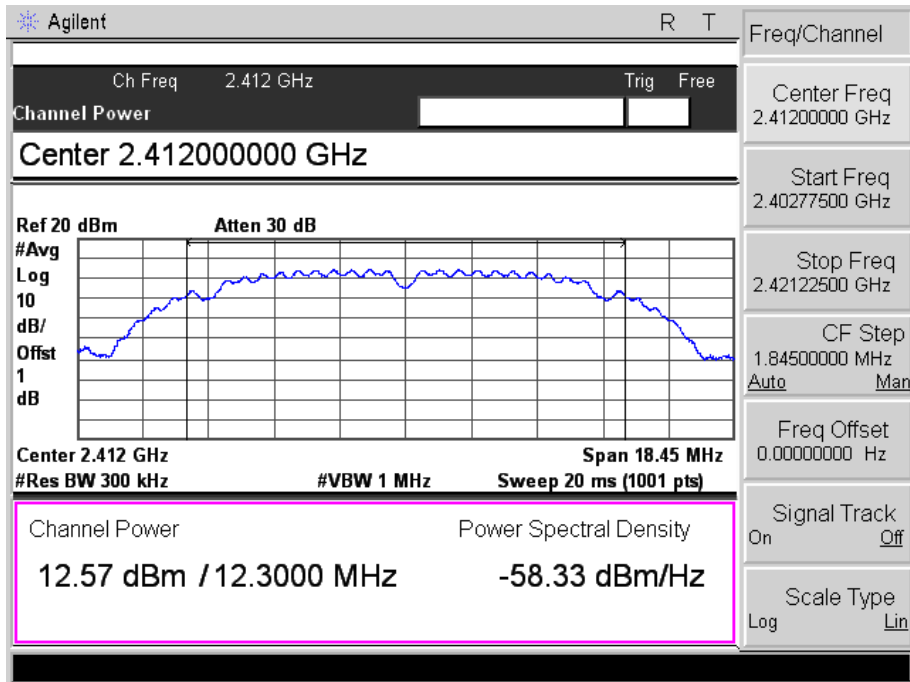 Agilent R T
Ch Freq 2.412 GHz Trig Free
Channel Power
Center 2.412000000 GHz
Ref 20 dBm Atten 30 dB
#Avg
Log
10
dB/
Offst
1
dB
Center 2.412 GHz Span 18.45 MHz
#Res BW 300 kHz #VBW 1 MHz Sweep 20 ms (1001 pts)
Channel Power Power Spectral Density
12.57 dBm / 12.3000 MHz -58.33 dBm/Hz
Freq/Channel
Center Freq
2.41200000 GHz
Start Freq
2.40277500 GHz
Stop Freq
2.42122500 GHz
CF Step
1.84500000 MHz
Auto Man
Freq Offset
0.00000000 Hz
Signal Track
On Off
Scale Type
Log Lin